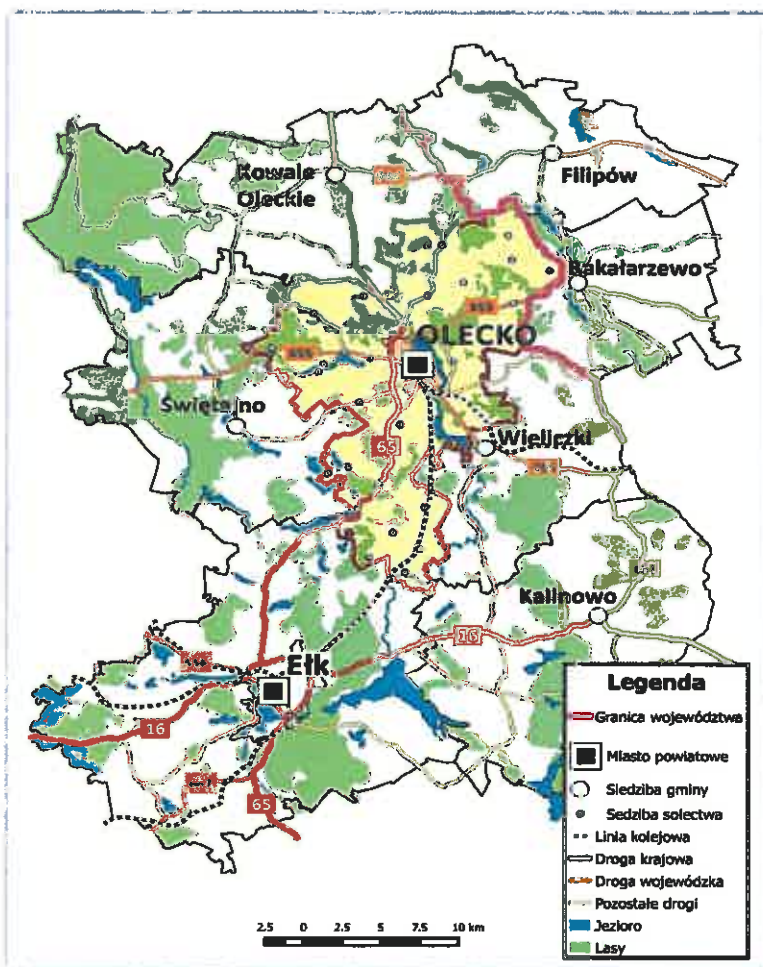 Kowale
Oleckie
Filipów
Bakałarzewo
655
655
OLECKO
Świętajno
65
Wieliczki
Kalinowo
16
Ełk
16
65
Legenda
Granica województwa
Miasto powiatowe
Siedziba gminy
Sedziba sołectwa
Linia kolejowa
Droga krajowa
Droga wojewódzka
Pozostałe drogi
Jezioro
Lasy
2.5 0 2.5 5 7.5 10 km